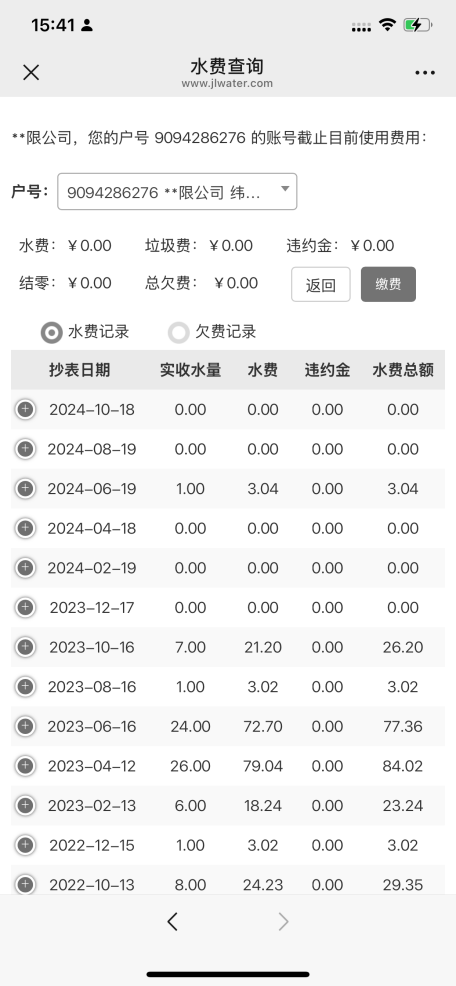 15:41
水费查询
www.jlwater.com
**限公司，您的户号 9094286276 的账号截止目前使用费用：
户号： 9094286276 **限公司 纬...
水费：￥0.00 垃圾费：￥0.00 违约金：￥0.00
结零：￥0.00 总欠费：￥0.00 返回 缴费
水费记录 欠费记录
抄表日期 实收水量 水费 违约金 水费总额
2024-10-18 0.00 0.00 0.00 0.00
2024-08-19 0.00 0.00 0.00 0.00
2024-06-19 1.00 3.04 0.00 3.04
2024-04-18 0.00 0.00 0.00 0.00
2024-02-19 0.00 0.00 0.00 0.00
2023-12-17 0.00 0.00 0.00 0.00
2023-10-16 7.00 21.20 0.00 26.20
2023-08-16 1.00 3.02 0.00 3.02
2023-06-16 24.00 72.70 0.00 77.36
2023-04-12 26.00 79.04 0.00 84.02
2023-02-13 6.00 18.24 0.00 23.24
2022-12-15 1.00 3.02 0.00 3.02
2022-10-13 8.00 24.23 0.00 29.35